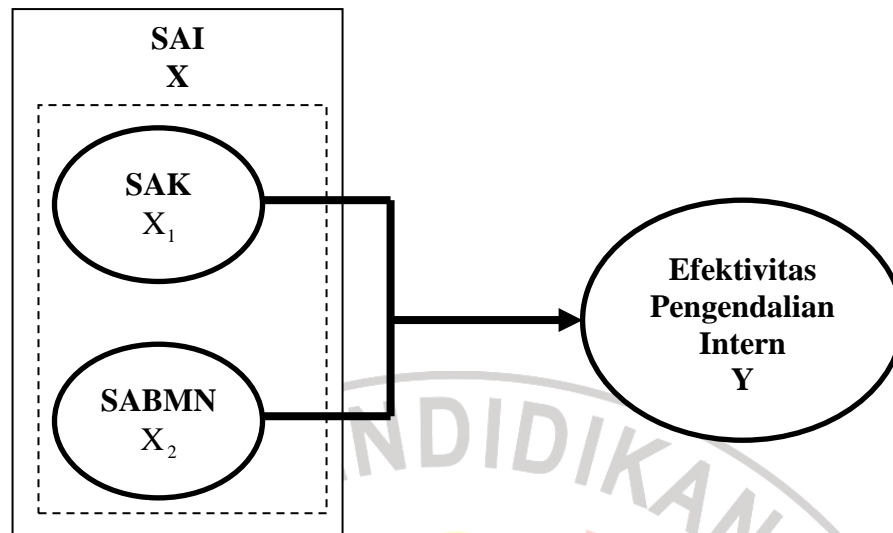 SAI
X
SAK
X₁
SABMN
X₂
Efektivitas
Pengendalian
Intern
Y
NDIDIKAN